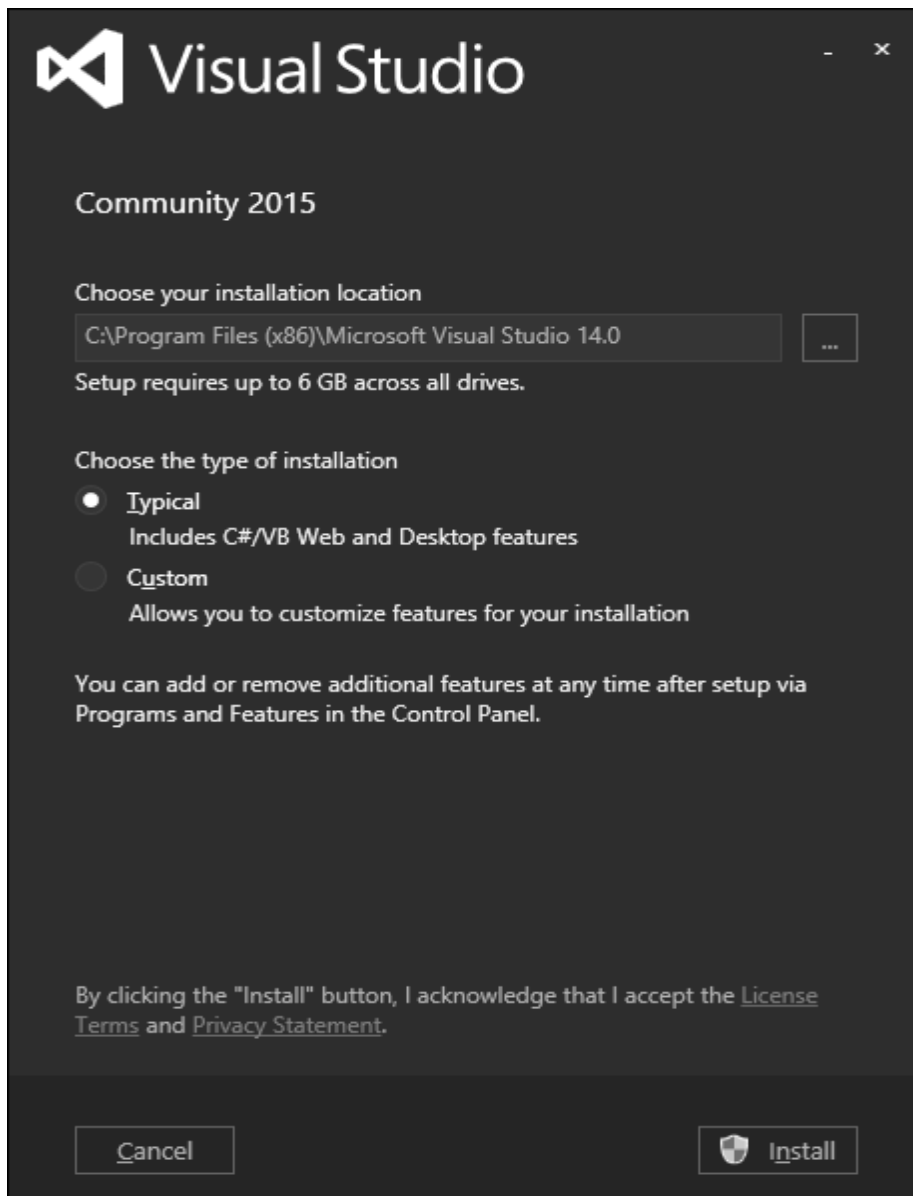 Visual Studio
Community 2015
Choose your installation location
C:\Program Files (x86)\Microsoft Visual Studio 14.0
...
Setup requires up to 6 GB across all drives.
Choose the type of installation
Typical
Includes C#/VB Web and Desktop features
Custom
Allows you to customize features for your installation
You can add or remove additional features at any time after setup via
Programs and Features in the Control Panel.
By clicking the "Install" button, I acknowledge that I accept the License
Terms and Privacy Statement.
Cancel
Install